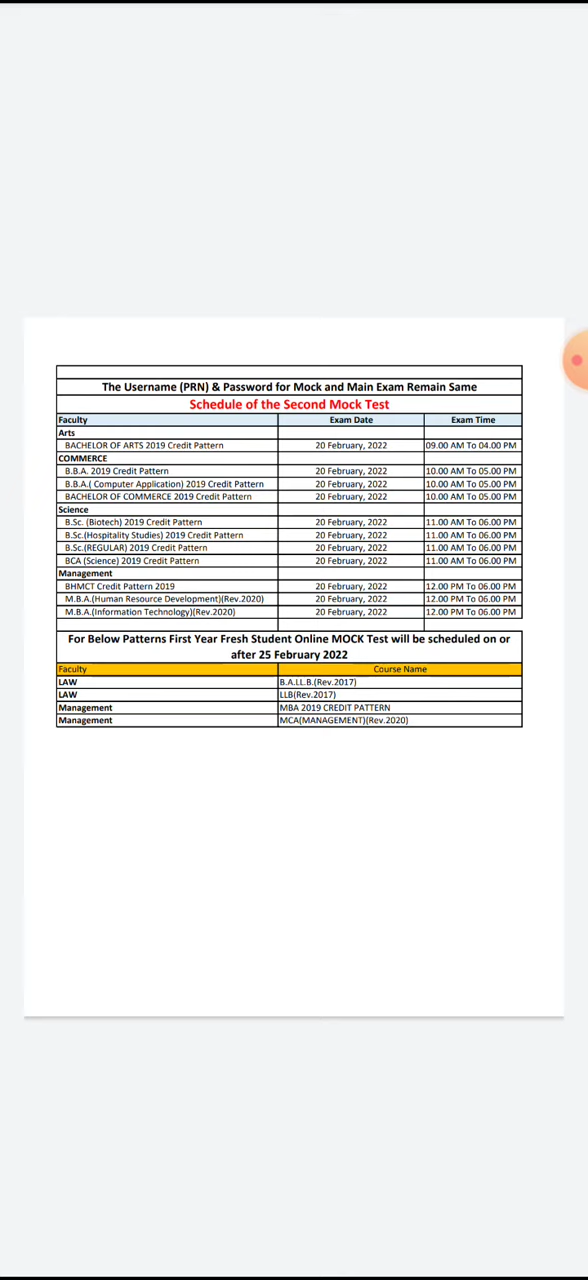 The Username (PRN) & Password for Mock and Main Exam Remain Same
Schedule of the Second Mock Test
Faculty Exam Date Exam Time
Arts
BACHELOR OF ARTS 2019 Credit Pattern 20 February, 2022 09.00 AM To 04.00 PM
COMMERCE
B.B.A. 2019 Credit Pattern 20 February, 2022 10.00 AM To 05.00 PM
B.B.A.( Computer Application) 2019 Credit Pattern 20 February, 2022 10.00 AM To 05.00 PM
BACHELOR OF COMMERCE 2019 Credit Pattern 20 February, 2022 10.00 AM To 05.00 PM
Science
B.Sc. (Biotech) 2019 Credit Pattern 20 February, 2022 11.00 AM To 06.00 PM
B.Sc.(Hospitality Studies) 2019 Credit Pattern 20 February, 2022 11.00 AM To 06.00 PM
B.Sc.(REGULAR) 2019 Credit Pattern 20 February, 2022 11.00 AM To 06.00 PM
BCA (Science) 2019 Credit Pattern 20 February, 2022 11.00 AM To 06.00 PM
Management
BHMCT Credit Pattern 2019 20 February, 2022 12.00 PM To 06.00 PM
M.B.A.(Human Resource Development)(Rev.2020) 20 February, 2022 12.00 PM To 06.00 PM
M.B.A.(Information Technology)(Rev.2020) 20 February, 2022 12.00 PM To 06.00 PM
For Below Patterns First Year Fresh Student Online MOCK Test will be scheduled on or
after 25 February 2022
Faculty Course Name
LAW B.A.LL.B.(Rev.2017)
LAW LLB(Rev.2017)
Management MBA 2019 CREDIT PATTERN
Management MCA(MANAGEMENT)(Rev.2020)